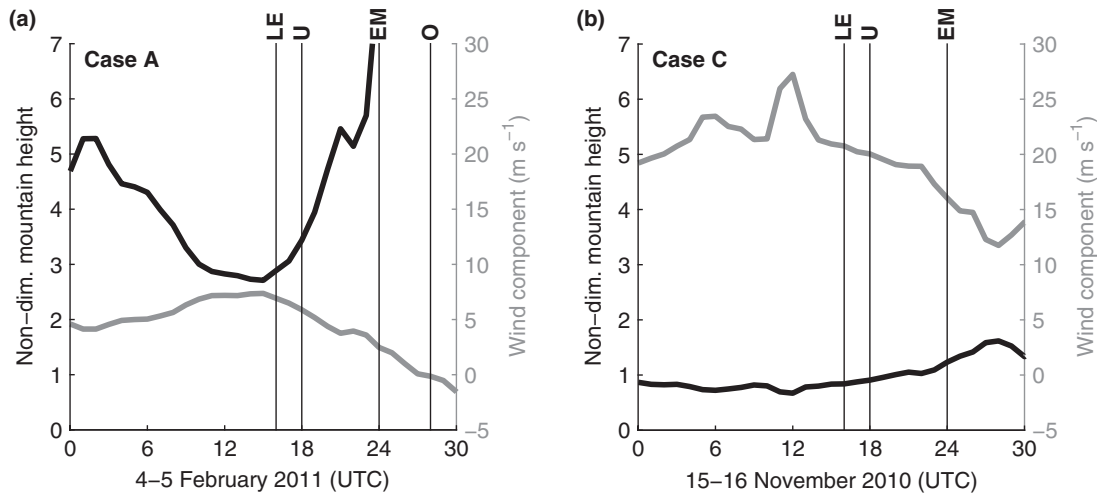 (a)
LE
U
EM
O
7
6
5
4
3
2
1
0
Non–dim. mountain height
Case A
30
25
20
15
10
5
0
−5
Wind component (m s⁻¹)
0 6 12 18 24 30
4–5 February 2011 (UTC)
(b)
LE
U
EM
7
6
5
4
3
2
1
0
Non–dim. mountain height
Case C
30
25
20
15
10
5
0
−5
Wind component (m s⁻¹)
0 6 12 18 24 30
15–16 November 2010 (UTC)